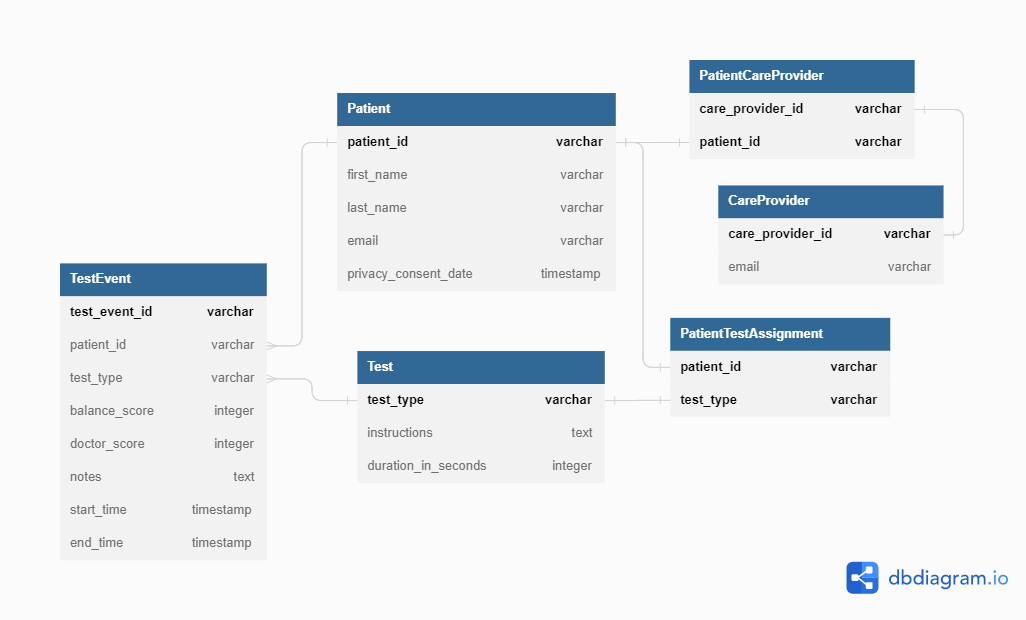 PatientCareProvider
care_provider_id varchar
patient_id varchar
Patient
patient_id varchar
first_name varchar
last_name varchar
email varchar
privacy_consent_date timestamp
CareProvider
care_provider_id varchar
email varchar
TestEvent
test_event_id varchar
patient_id varchar
test_type varchar
balance_score integer
doctor_score integer
notes text
start_time timestamp
end_time timestamp
Test
test_type varchar
instructions text
duration_in_seconds integer
PatientTestAssignment
patient_id varchar
test_type varchar
dbdiagram.io